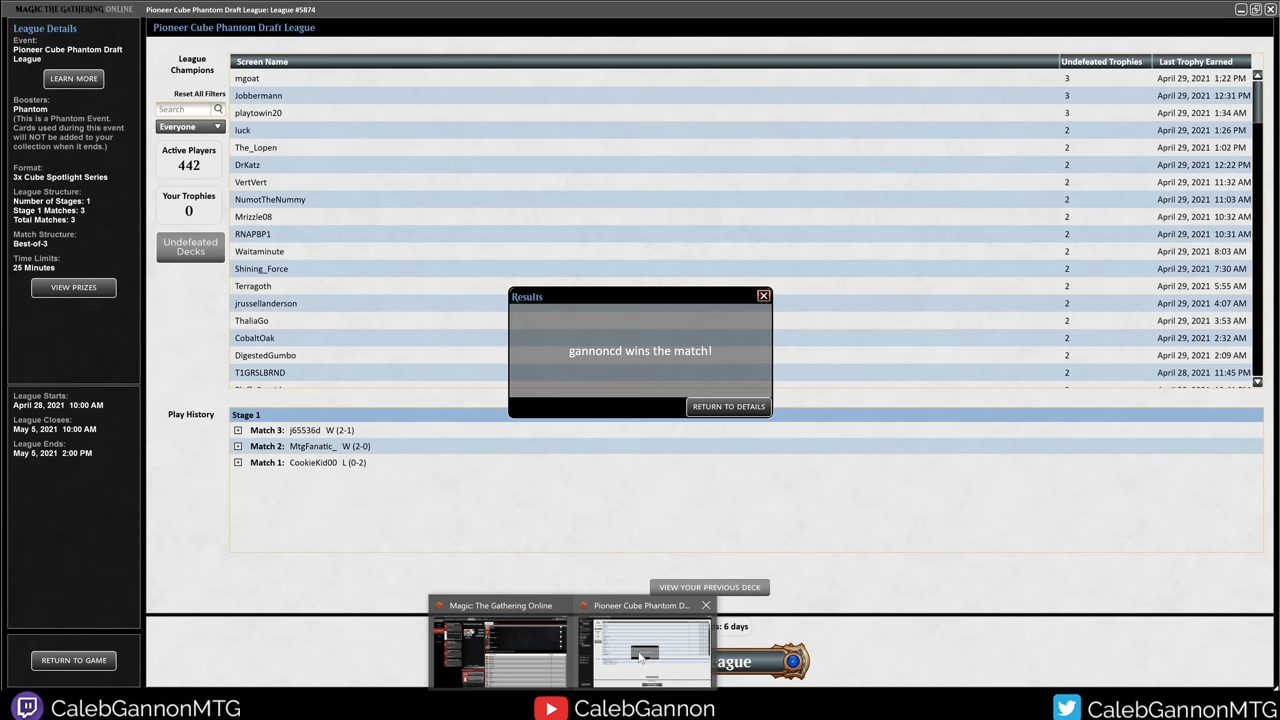 MAGIC THE GATHERING ONLINE
Pioneer Cube Phantom Draft League: League #5874
League Details
Event:
Pioneer Cube Phantom Draft
League
LEARN MORE
Boosters:
Phantom
(This is a Phantom Event.
Cards used during this event
will NOT be added to your
collection when it ends.)
Format:
3x Cube Spotlight Series
League Structure:
Number of Stages: 1
Stage 1 Matches: 3
Total Matches: 3
Match Structure:
Best-of-3
Time Limits:
25 Minutes
VIEW PRIZES
League Starts:
April 28, 2021 10:00 AM
League Closes:
May 5, 2021 10:00 AM
League Ends:
May 5, 2021 2:00 PM
RETURN TO GAME
Pioneer Cube Phantom Draft League
League
Champions
Reset All Filters
Search
Everyone
Active Players
442
Your Trophies
0
Undefeated
Decks
Screen Name Undefeated Trophies Last Trophy Earned
mgoat 3 April 29, 2021 1:22 PM
Jobbermann 3 April 29, 2021 12:31 PM
playtowin20 3 April 29, 2021 1:34 AM
luck 2 April 29, 2021 1:26 PM
The_Lopen 2 April 29, 2021 1:02 PM
DrKatz 2 April 29, 2021 12:22 PM
VertVert 2 April 29, 2021 11:32 AM
NumotTheNummy 2 April 29, 2021 11:03 AM
Mrizzle08 2 April 29, 2021 10:32 AM
RNAPBP1 2 April 29, 2021 10:31 AM
Waitaminute 2 April 29, 2021 8:03 AM
Shining_Force 2 April 29, 2021 7:30 AM
Terragoth 2 April 29, 2021 5:55 AM
jrussellanderson 2 April 29, 2021 4:07 AM
ThaliaGo 2 April 29, 2021 3:53 AM
CobaltOak 2 April 29, 2021 2:32 AM
DigestedGumbo 2 April 29, 2021 2:09 AM
T1GRSLBRND 2 April 28, 2021 11:45 PM
Results
gannoncd wins the match!
RETURN TO DETAILS
Play History
Stage 1
Match 3: j65536d W (2-1)
Match 2: MtgFanatic_ W (2-0)
Match 1: CookieKid00 L (0-2)
VIEW YOUR PREVIOUS DECK
Magic: The Gathering Online
Pioneer Cube Phantom D...
s: 6 days
ague
CalebGannonMTG
CalebGannon
CalebGannonMTG